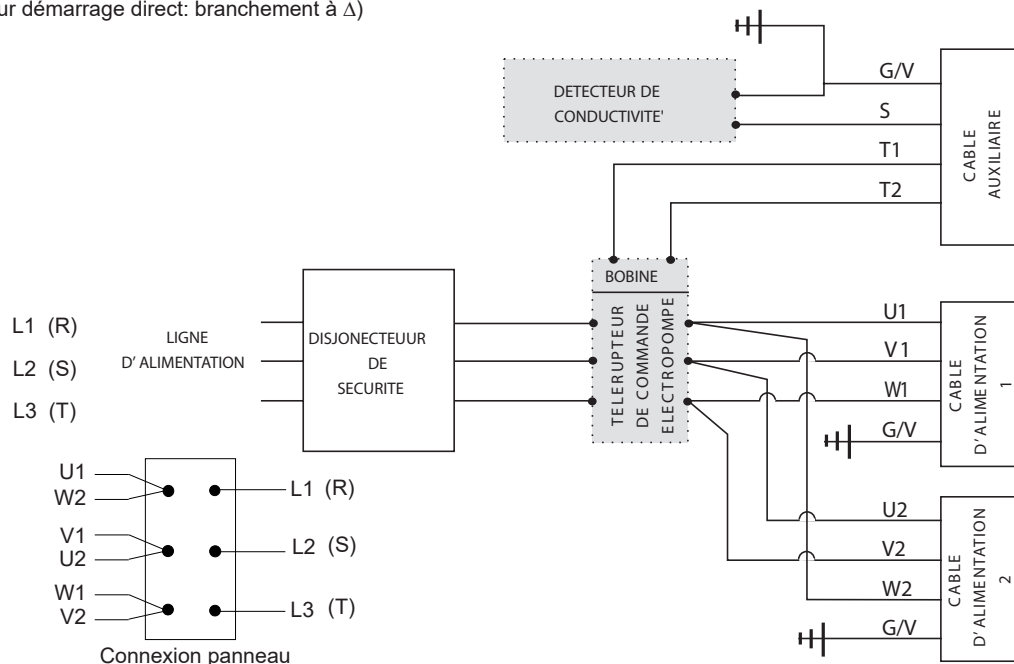 ur démarrage direct: branchement à Δ)
G/V
DETECTEUR DE
CONDUCTIVITE'
S
T1
T2
CABLE
AUXILIAIRE
BOBINE
TELERUPTEUR
DE COMMANDE
ELECTROPOMPE
L1 (R)
L2 (S)
L3 (T)
LIGNE
D' ALIMENTATION
DISJONECTEUUR
DE
SECURITE
U1
V1
W1
G/V
CABLE
D' ALIMENTATION
1
U2
V2
W2
G/V
CABLE
D' ALIMENTATION
2
U1
W2
V1
U2
W1
V2
L1 (R)
L2 (S)
L3 (T)
Connexion panneau